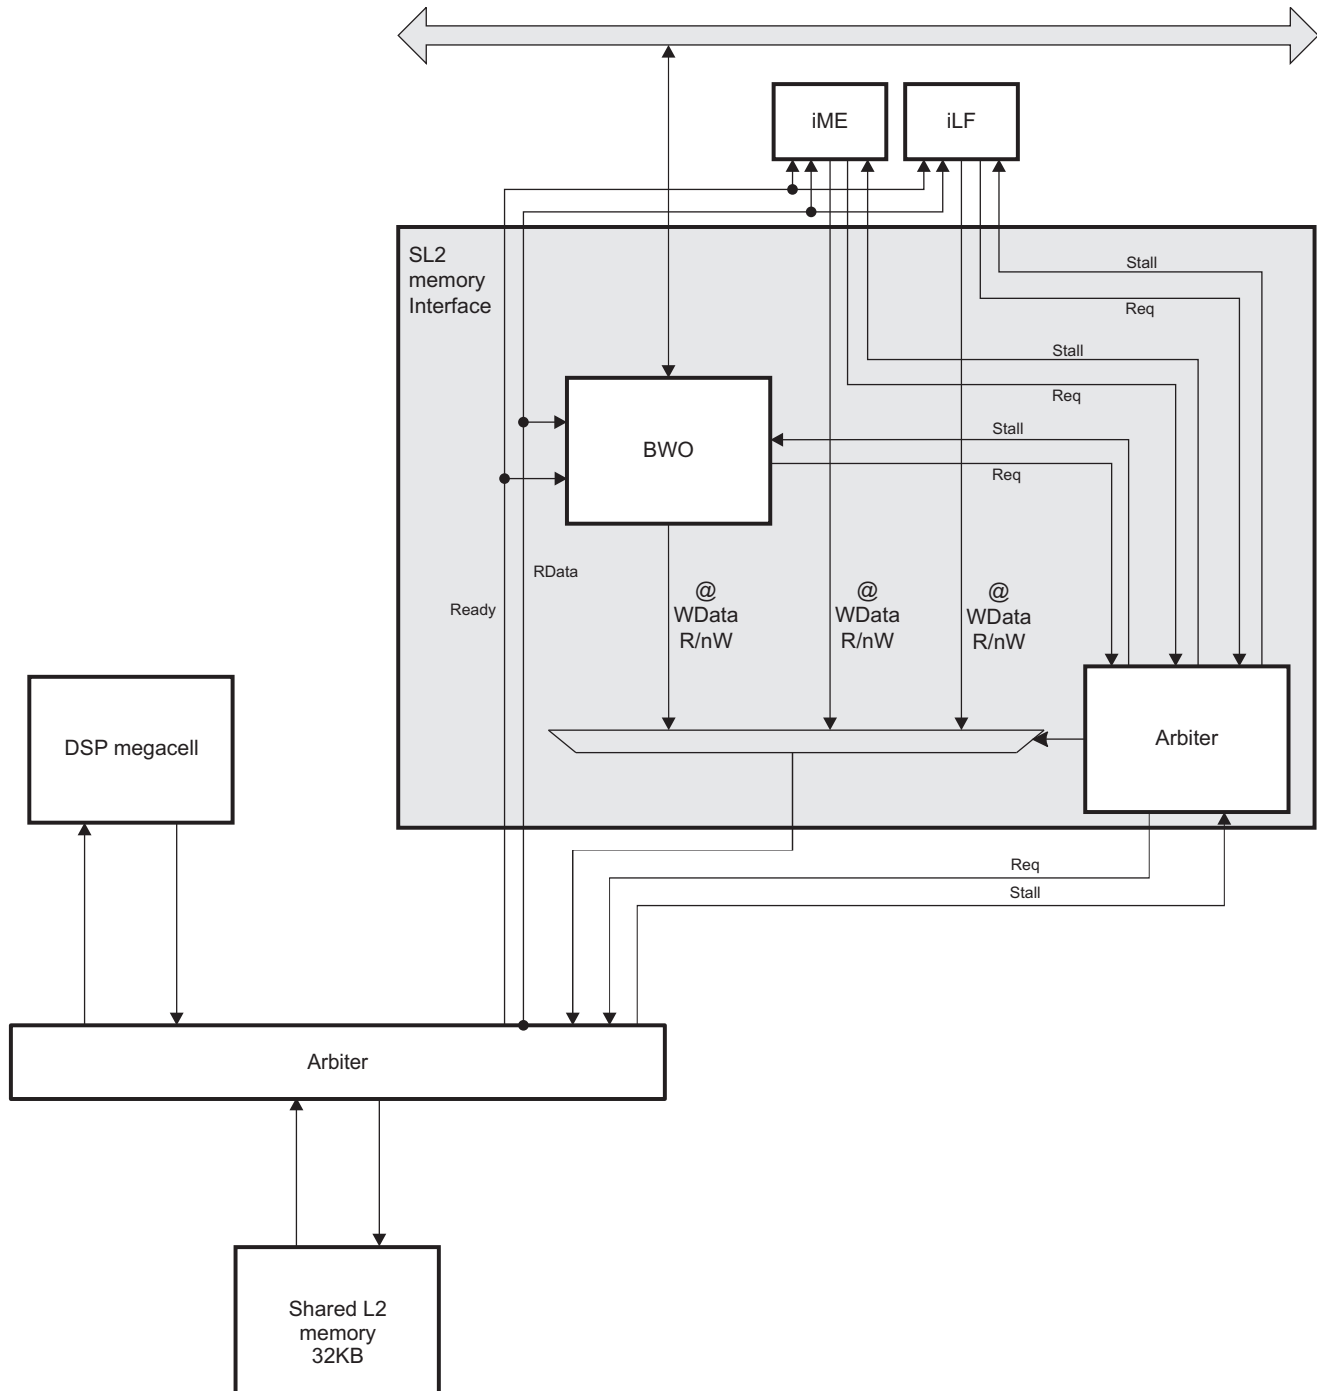 iME
iLF
SL2
memory
Interface
Stall
Req
Stall
Req
Stall
BWO
Req
RData
Ready
@
WData
R/nW
@
WData
R/nW
@
WData
R/nW
DSP megacell
Arbiter
Req
Stall
Arbiter
Shared L2
memory
32KB